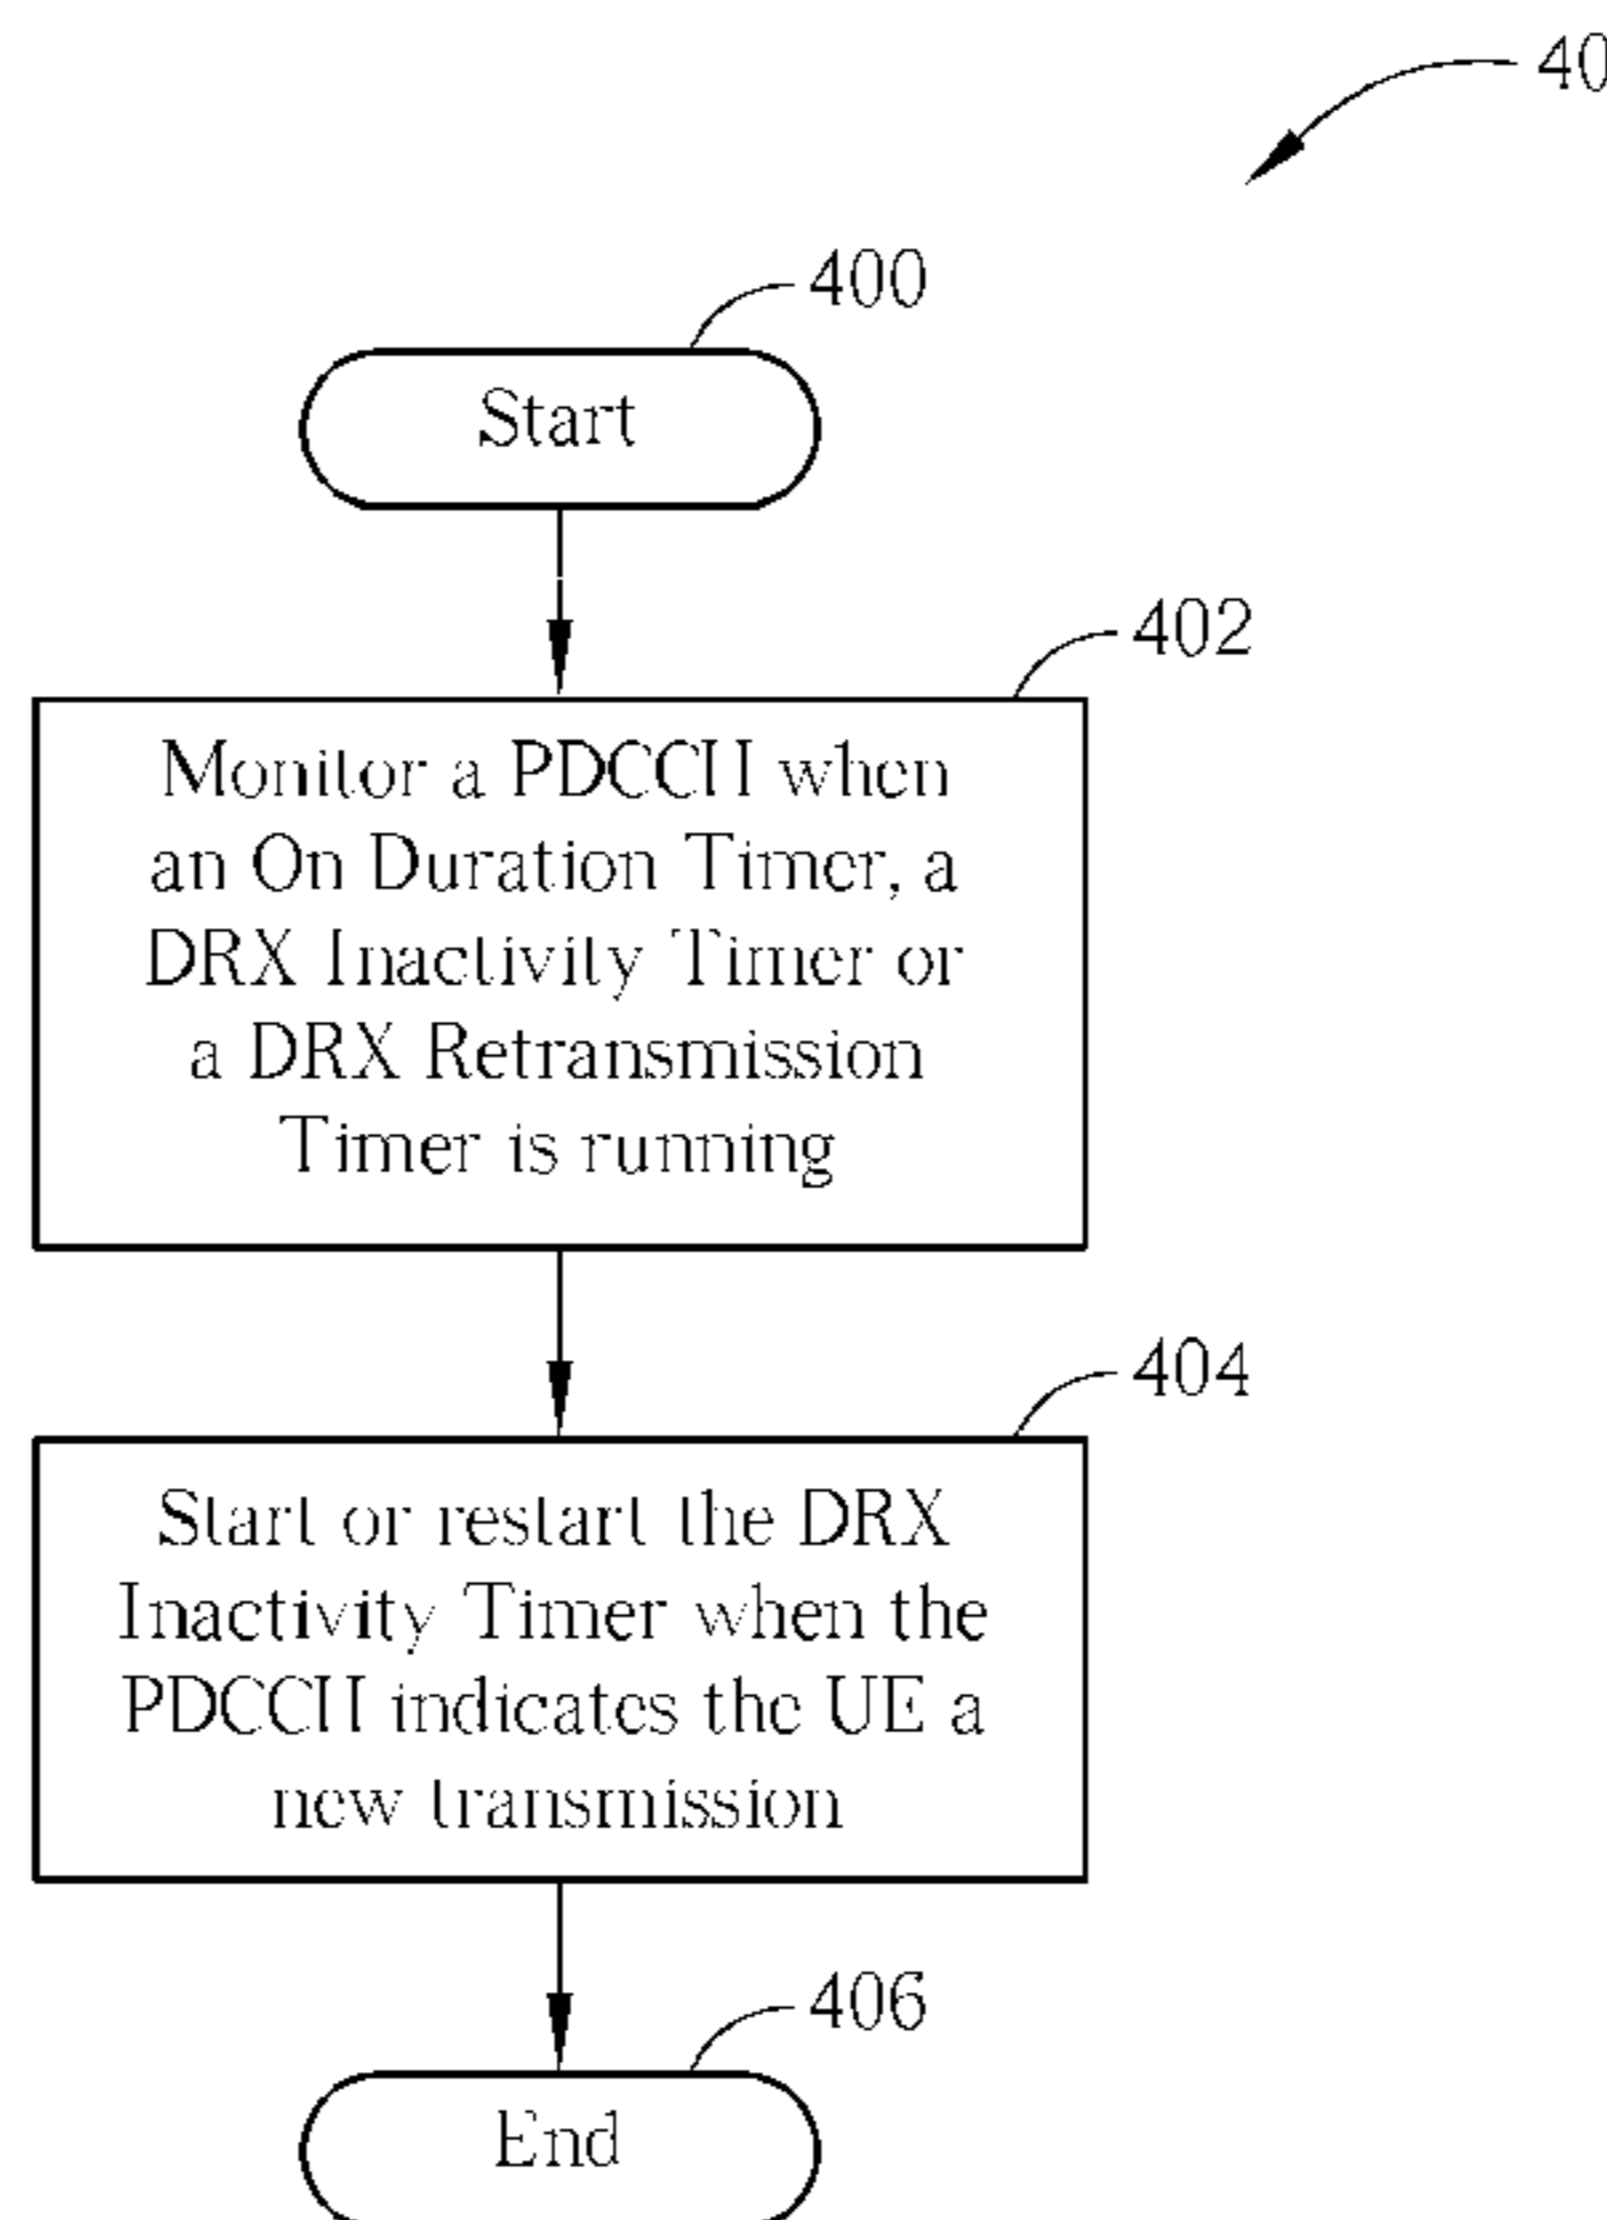 40
400
Start
402
Monitor a PDCCH when
an On Duration Timer, a
DRX Inactivity Timer or
a DRX Retransmission
Timer is running
404
Start or restart the DRX
Inactivity Timer when the
PDCCH indicates the UE a
new transmission
406
End